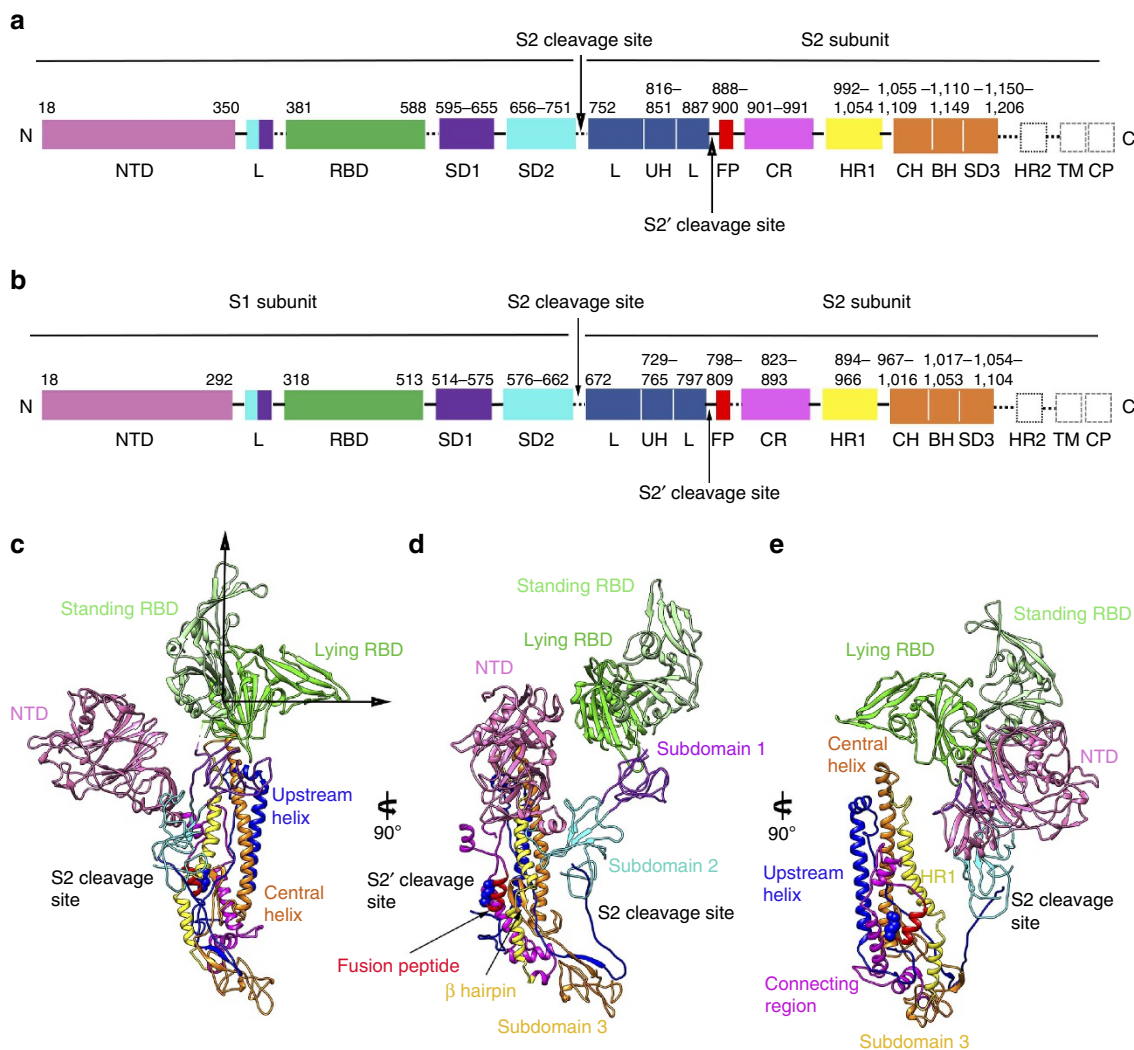 a
S2 cleavage site
S2 subunit
816–
888–
992–
1,055
–1,110
–1,150–
18
350
381
588
595–655
656–751
752
851
887
900
901–991
1,054
1,109
1,149
1,206
N
C
NTD
L
RBD
SD1
SD2
L
UH
L
FP
CR
HR1
CH
BH
SD3
HR2
TM
CP
S2′ cleavage site
b
S1 subunit
S2 cleavage site
S2 subunit
729–
798–
823–
894–
967–
1,017–
1,054–
18
292
318
513
514–575
576–662
672
765
797
809
893
966
1,016
1,053
1,104
N
C
NTD
L
RBD
SD1
SD2
L
UH
L
FP
CR
HR1
CH
BH
SD3
HR2
TM
CP
S2′ cleavage site
c
Standing RBD
Lying RBD
NTD
Upstream
helix
S2 cleavage
site
Central
helix
90°
d
Standing RBD
Lying RBD
NTD
Subdomain 1
Subdomain 2
S2′ cleavage
site
S2 cleavage site
Fusion peptide
β hairpin
Subdomain 3
90°
e
Standing RBD
Lying RBD
Central
helix
NTD
Upstream
helix
HR1
S2 cleavage
site
Connecting
region
Subdomain 3